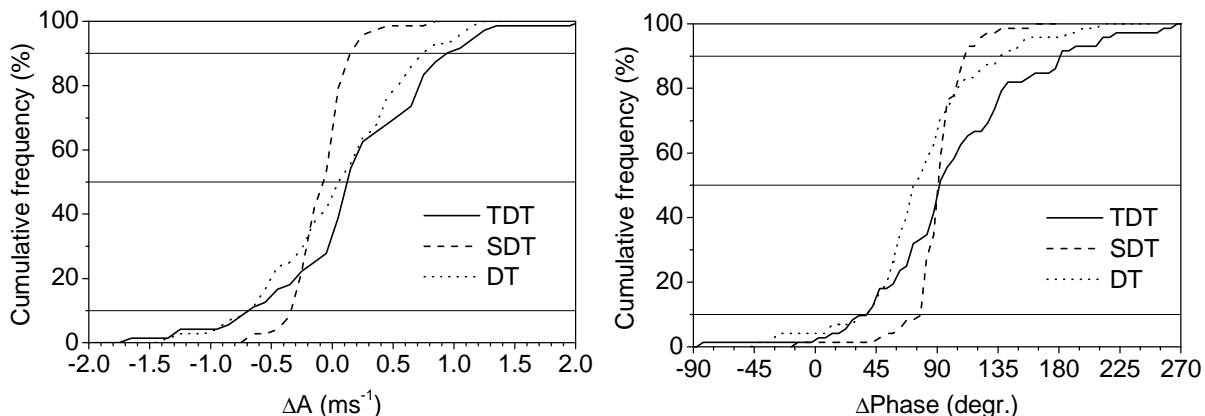 100
80
60
40
20
0
Cumulative frequency (%)
TDT
SDT
DT
-2.0 -1.5 -1.0 -0.5 0.0 0.5 1.0 1.5 2.0
ΔA (ms⁻¹)
100
80
60
40
20
0
Cumulative frequency (%)
TDT
SDT
DT
-90 -45 0 45 90 135 180 225 270
ΔPhase (degr.)